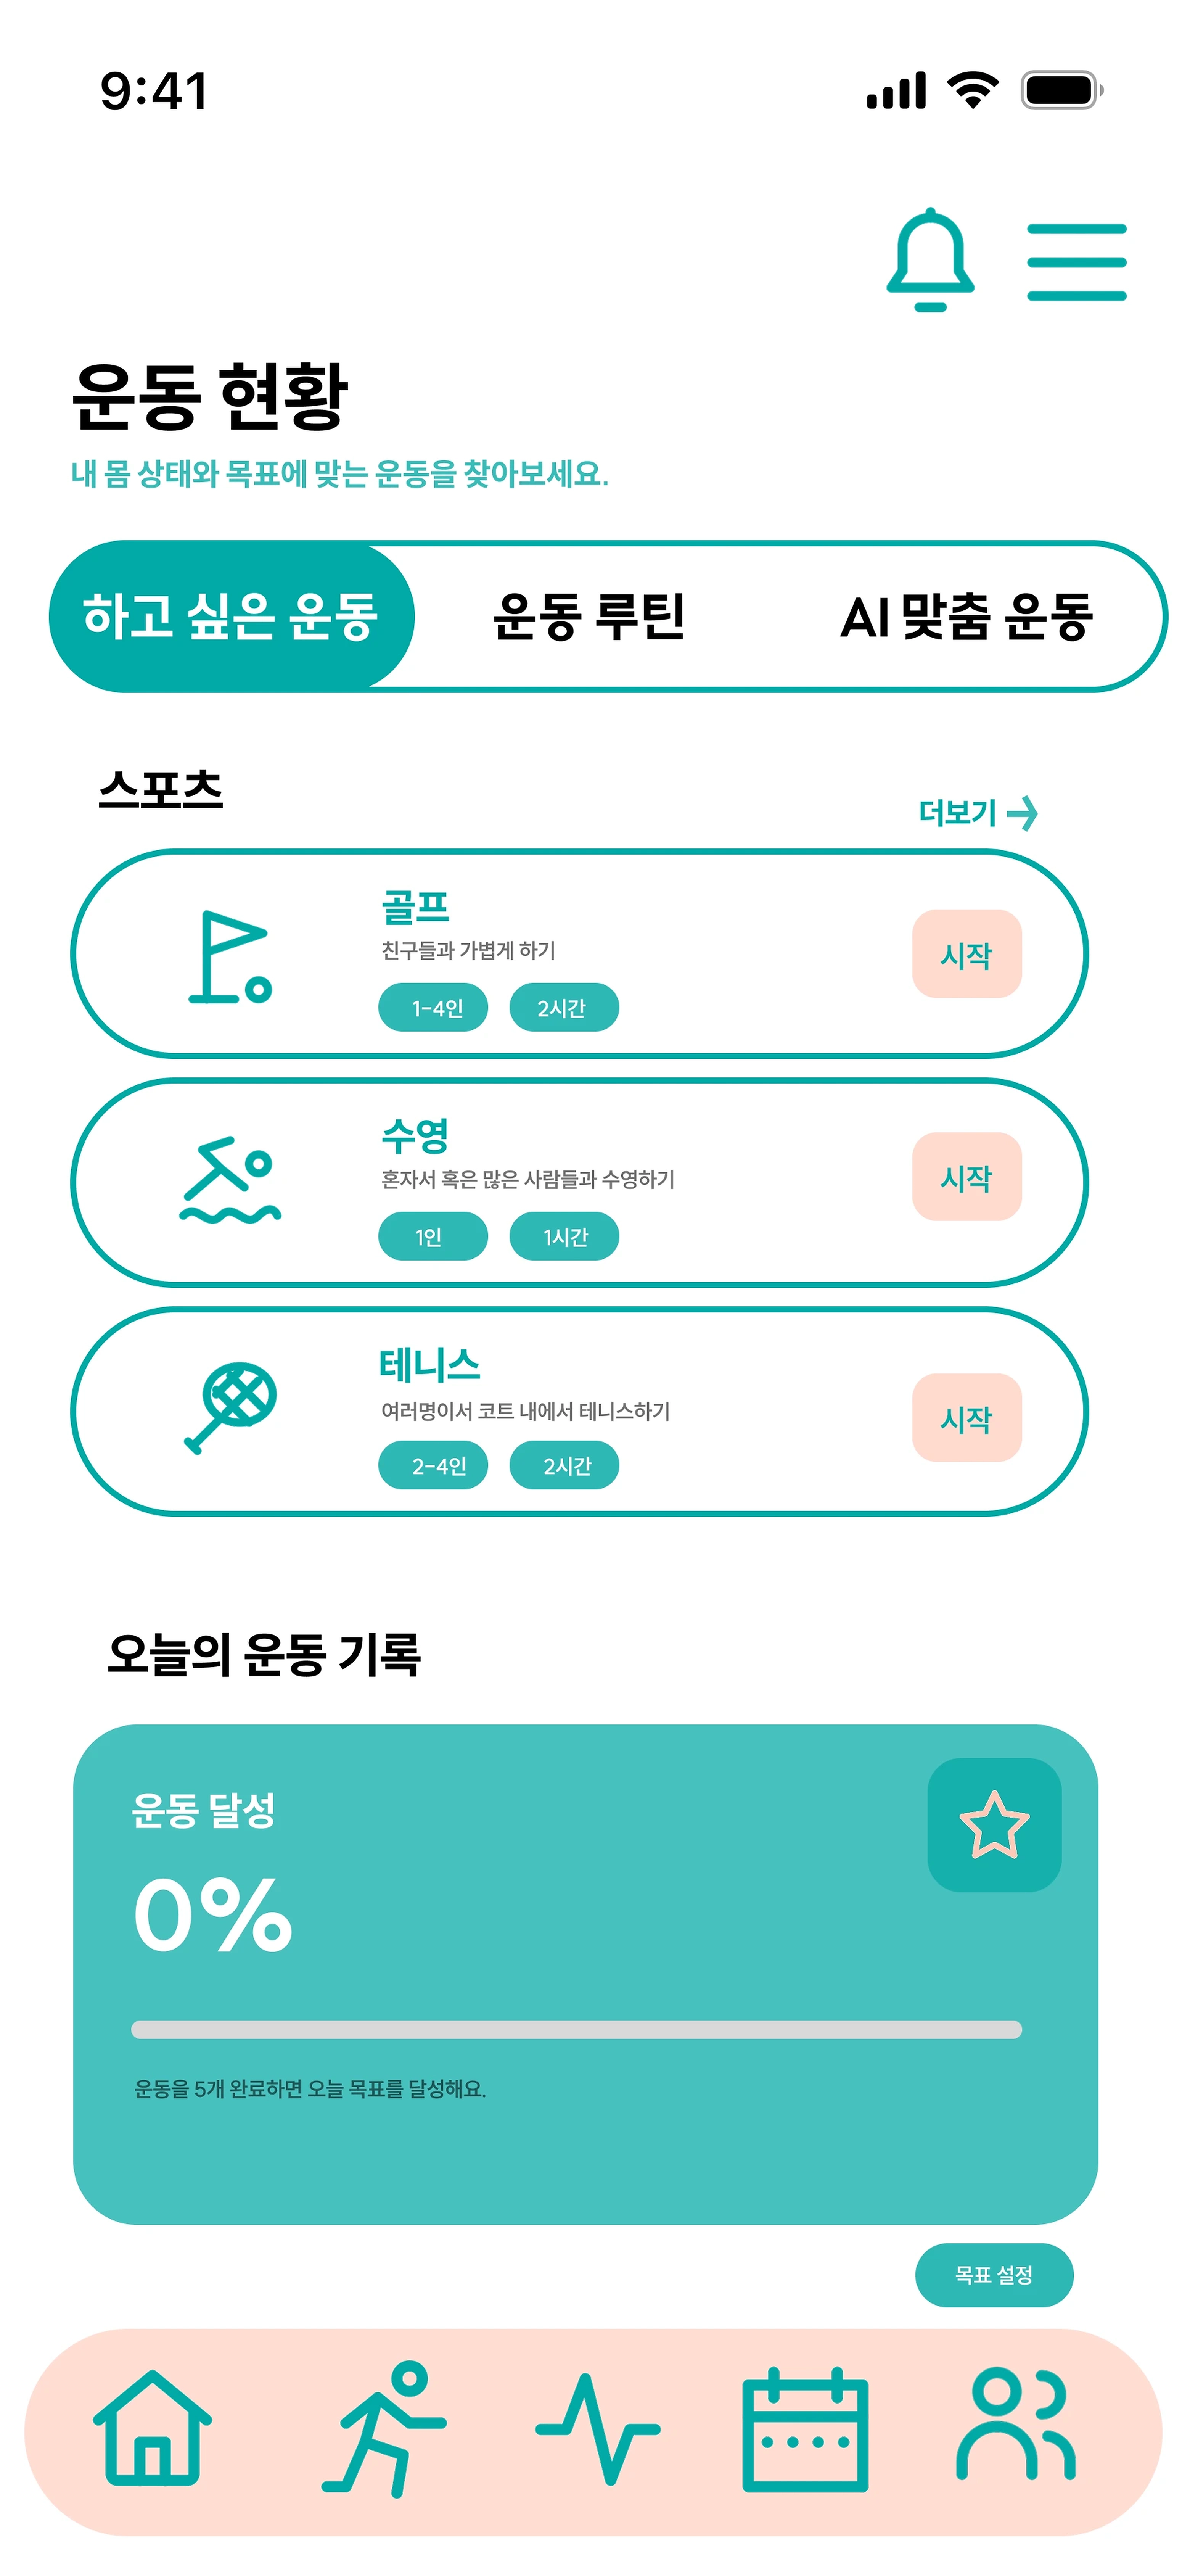 9:41
운동 현황
내 몸 상태와 목표에 맞는 운동을 찾아보세요.
하고 싶은 운동 운동 루틴 AI 맞춤 운동
스포츠
더보기
골프
친구들과 가볍게 하기
1-4인 2시간
시작
수영
혼자서 혹은 많은 사람들과 수영하기
1인 1시간
시작
테니스
여러명이서 코트 내에서 테니스하기
2-4인 2시간
시작
오늘의 운동 기록
운동 달성
0%
운동을 5개 완료하면 오늘 목표를 달성해요.
목표 설정